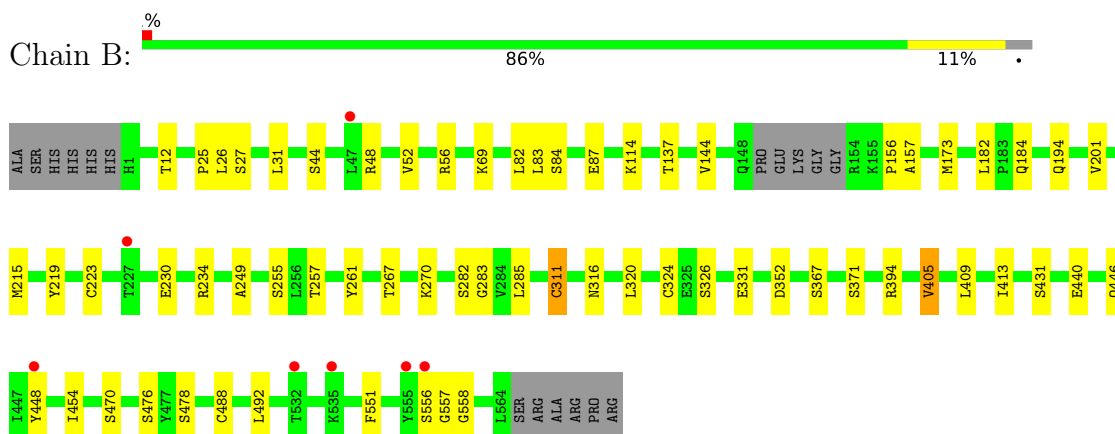 %
Chain B:
86% 11% •
ALA SER HIS HIS HIS HIS H1 T12 P25 L26 S27 L31 S44 L47 R48 V52 R56 K69 L82 L83 S84 E87 K114 T137 V144 Q148 PRO GLU LYS GLY GLY R154 K155 P156 A157 M173 L182 P183 Q184 Q194 V201
M215 Y219 C223 T227 E230 R234 A249 S255 L256 T257 Y261 T267 K270 S282 G283 V284 L285 C311 N316 L320 C324 E325 S326 E331 D352 S367 S371 R394 V405 L409 I413 S431 E440
I447 Y448 I454 S470 S476 Y477 S478 C488 L492 T532 K535 F551 Y555 S556 G557 G558 L564 SER ARG ALA ARG PRO ARG